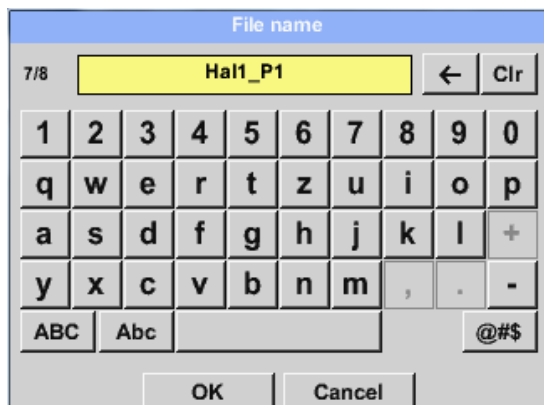 File name
7/8 Hal1_P1 ← Clr
1 2 3 4 5 6 7 8 9 0
q w e r t z u i o p
a s d f g h j k l +
y x c v b n m , . -
ABC Abc @#$
OK Cancel